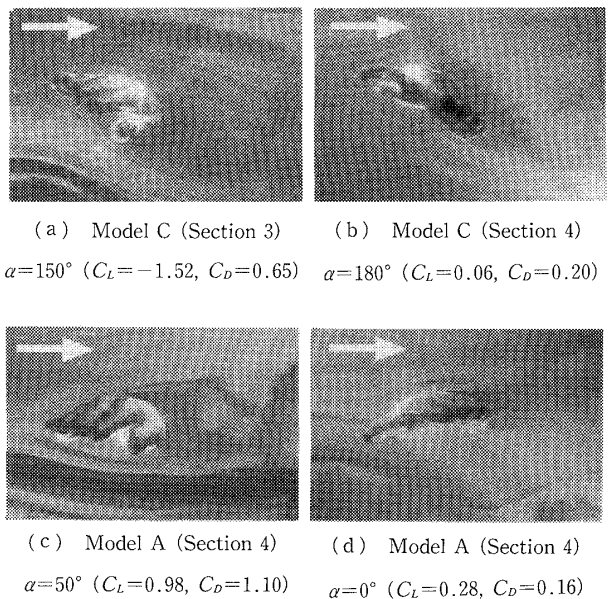 (a) Model C (Section 3)
α=150° (C_L=−1.52, C_D=0.65)
(b) Model C (Section 4)
α=180° (C_L=0.06, C_D=0.20)
(c) Model A (Section 4)
α=50° (C_L=0.98, C_D=1.10)
(d) Model A (Section 4)
α=0° (C_L=0.28, C_D=0.16)